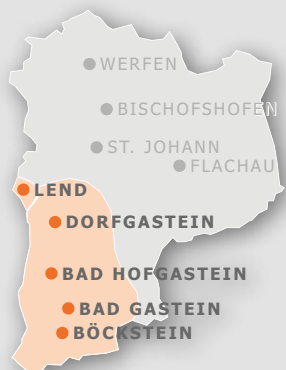 WERFEN
BISCHOFSHOFEN
ST. JOHANN
FLACHAU
LEND
DORFGASTEIN
BAD HOFGASTEIN
BAD GASTEIN
BÖCKSTEIN